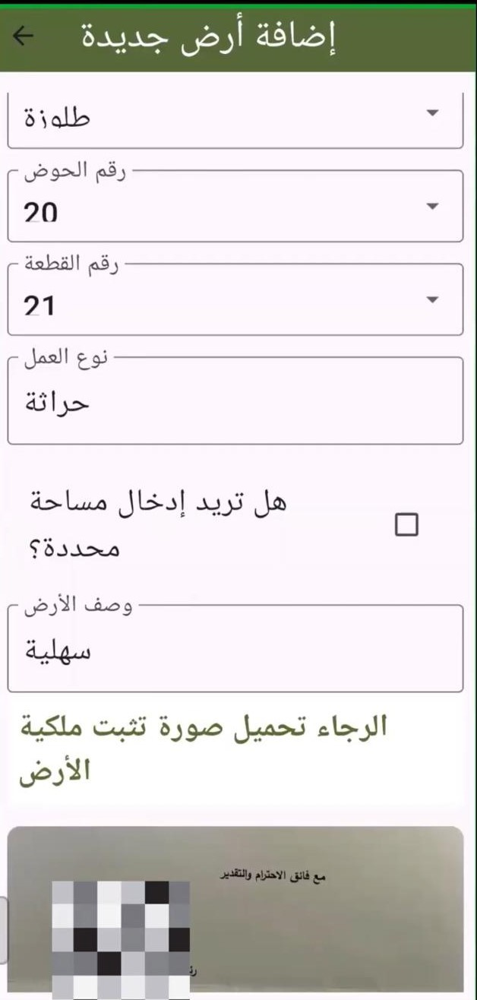 إضافة أرض جديدة
طلوزة
رقم الحوض
20
رقم القطعة
21
نوع العمل
حراثة
هل تريد إدخال مساحة
محددة؟
وصف الأرض
سهلية
الرجاء تحميل صورة تثبت ملكية
الأرض
مع فائق الاحترام والتقدير